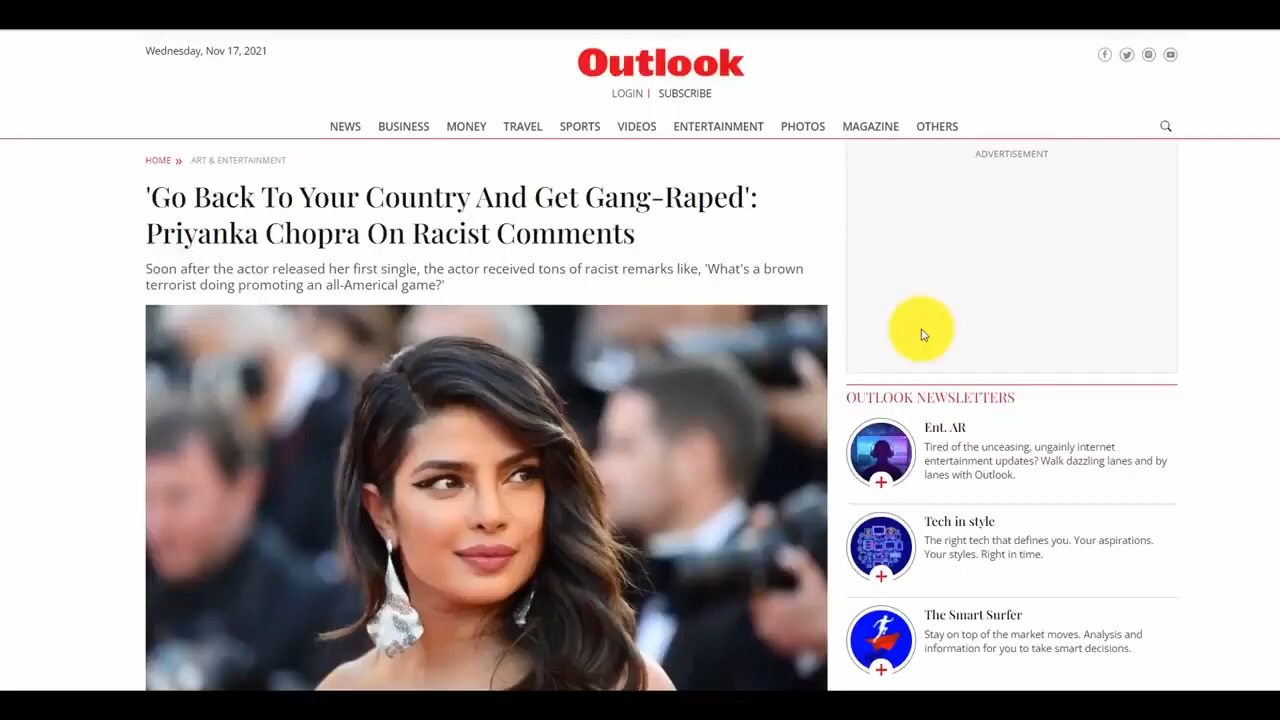 Wednesday, Nov 17, 2021
Outlook
LOGIN | SUBSCRIBE
NEWS BUSINESS MONEY TRAVEL SPORTS VIDEOS ENTERTAINMENT PHOTOS MAGAZINE OTHERS
HOME » ART & ENTERTAINMENT
'Go Back To Your Country And Get Gang-Raped':
Priyanka Chopra On Racist Comments
Soon after the actor released her first single, the actor received tons of racist remarks like, 'What's a brown
terrorist doing promoting an all-Americal game?'
ADVERTISEMENT
OUTLOOK NEWSLETTERS
Ent. AR
Tired of the unceasing, ungainly internet
entertainment updates? Walk dazzling lanes and by
lanes with Outlook.
Tech in style
The right tech that defines you. Your aspirations.
Your styles. Right in time.
The Smart Surfer
Stay on top of the market moves. Analysis and
information for you to take smart decisions.